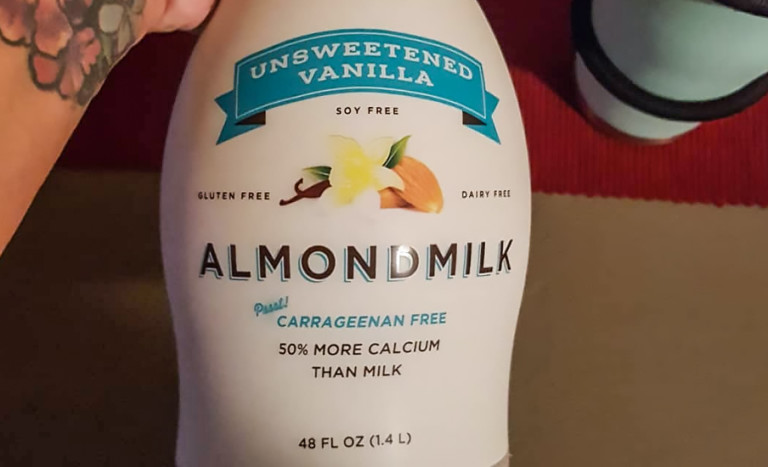 UNSWEETENED
VANILLA
SOY FREE
GLUTEN FREE
DAIRY FREE
ALMONDMILK
Pssst!
CARRAGEENAN FREE
50% MORE CALCIUM
THAN MILK
48 FL OZ (1.4 L)